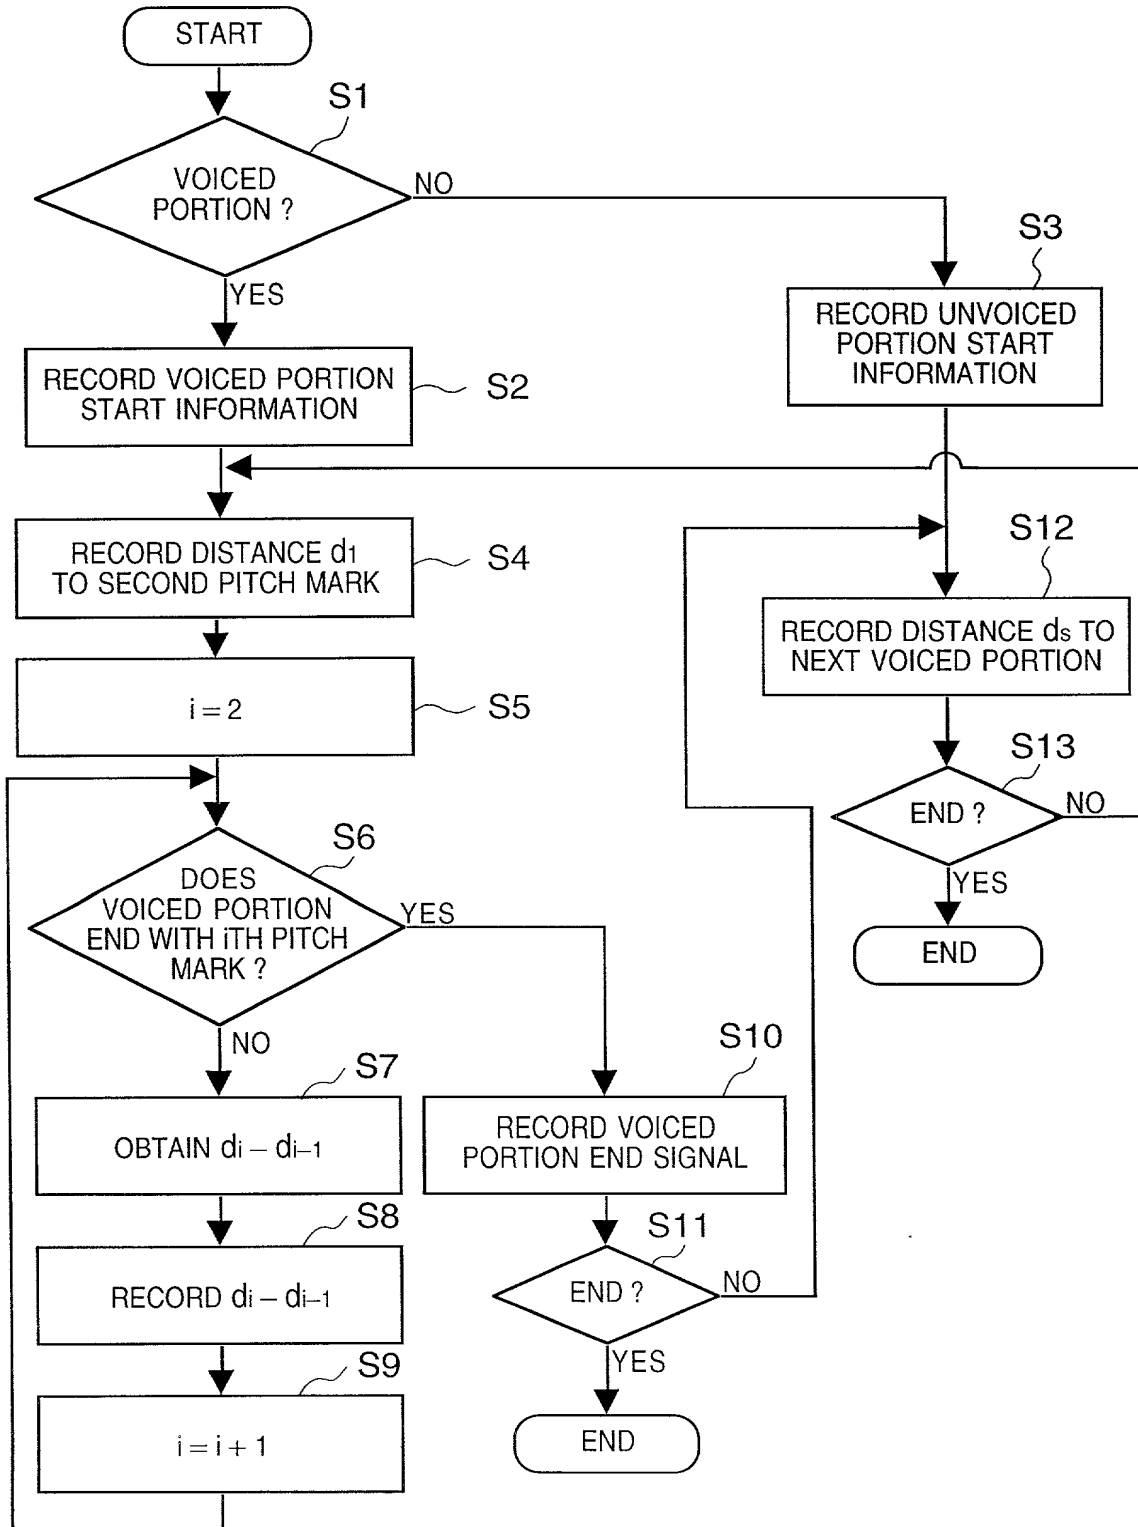 START
S1
VOICED
PORTION ?
NO
YES
S3
RECORD UNVOICED
PORTION START
INFORMATION
RECORD VOICED PORTION
START INFORMATION
S2
S12
RECORD DISTANCE d1
TO SECOND PITCH MARK
S4
RECORD DISTANCE ds TO
NEXT VOICED PORTION
i = 2
S5
S13
END ?
NO
YES
END
S6
DOES
VOICED PORTION
END WITH iTH PITCH
MARK ?
YES
NO
S7
OBTAIN di – di–1
S10
RECORD VOICED
PORTION END SIGNAL
S8
RECORD di – di–1
S11
END ?
NO
YES
END
S9
i = i + 1